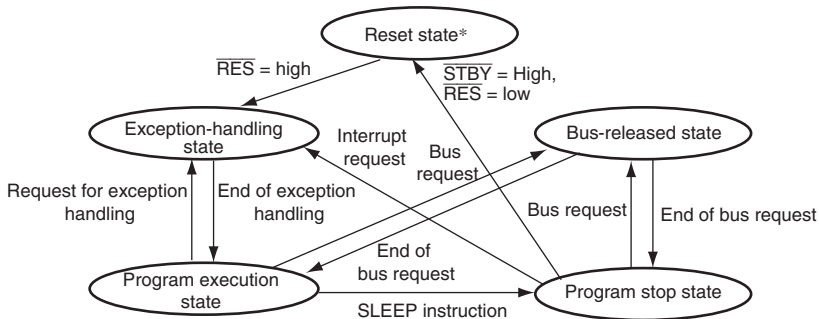 Reset state*
RES = high
STBY = High,
RES = low
Exception-handling
state
Interrupt
request
Bus
request
Bus-released state
Request for exception
handling
End of exception
handling
Bus request
End of bus request
End of
bus request
Program execution
state
SLEEP instruction
Program stop state